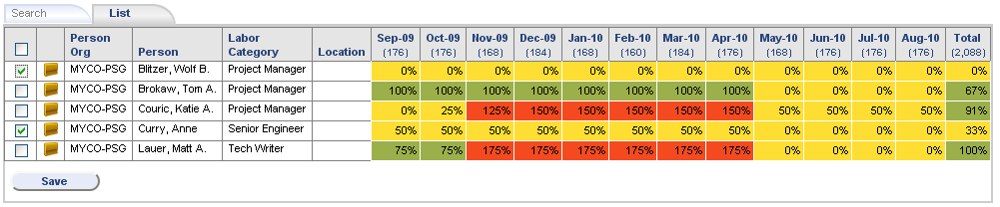 Search List
Person Org Person Labor Category Location Sep-09 (176) Oct-09 (176) Nov-09 (168) Dec-09 (184) Jan-10 (168) Feb-10 (160) Mar-10 (184) Apr-10 (176) May-10 (168) Jun-10 (176) Jul-10 (176) Aug-10 (176) Total (2,088)
MYCO-PSG Blitzer, Wolf B. Project Manager 0% 0% 0% 0% 0% 0% 0% 0% 0% 0% 0% 0% 0%
MYCO-PSG Brokaw, Tom A. Project Manager 100% 100% 100% 100% 100% 100% 100% 100% 0% 0% 0% 0% 67%
MYCO-PSG Couric, Katie A. Project Manager 0% 25% 125% 150% 150% 150% 150% 150% 50% 50% 50% 50% 91%
MYCO-PSG Curry, Anne Senior Engineer 50% 50% 50% 50% 50% 50% 50% 50% 0% 0% 0% 0% 33%
MYCO-PSG Lauer, Matt A. Tech Writer 75% 75% 175% 175% 175% 175% 175% 175% 0% 0% 0% 0% 100%
Save